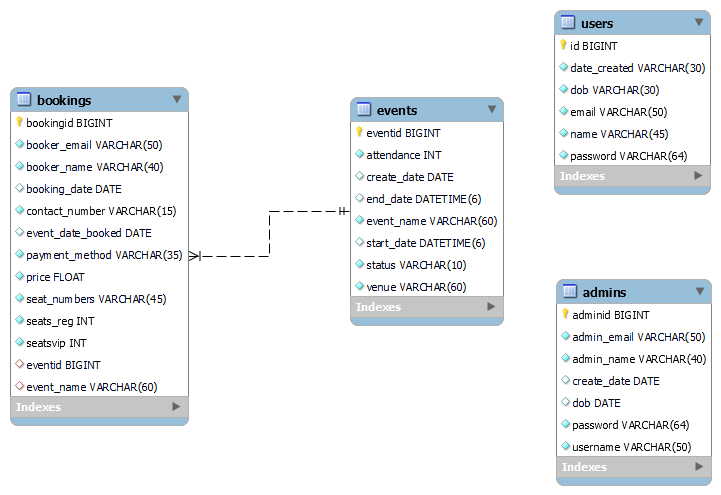 bookings
bookingid BIGINT
booker_email VARCHAR(50)
booker_name VARCHAR(40)
booking_date DATE
contact_number VARCHAR(15)
event_date_booked DATE
payment_method VARCHAR(35)
price FLOAT
seat_numbers VARCHAR(45)
seats_reg INT
seatsvip INT
eventid BIGINT
event_name VARCHAR(60)
Indexes
events
eventid BIGINT
attendance INT
create_date DATE
end_date DATETIME(6)
event_name VARCHAR(60)
start_date DATETIME(6)
status VARCHAR(10)
venue VARCHAR(60)
Indexes
users
id BIGINT
date_created VARCHAR(30)
dob VARCHAR(30)
email VARCHAR(50)
name VARCHAR(45)
password VARCHAR(64)
Indexes
admins
adminid BIGINT
admin_email VARCHAR(50)
admin_name VARCHAR(40)
create_date DATE
dob DATE
password VARCHAR(64)
username VARCHAR(50)
Indexes